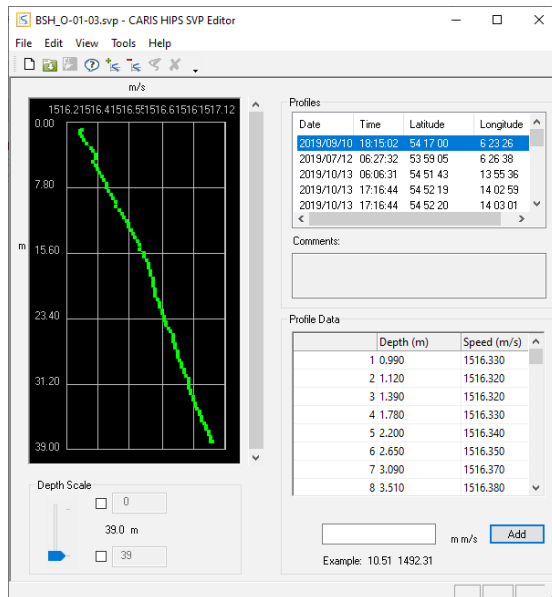 BSH_O-01-03.svp - CARIS HIPS SVP Editor
File Edit View Tools Help
m/s
0.00
7.80
m 15.60
23.40
31.20
39.00
Depth Scale
0
39.0 m
39
Profiles
Date Time Latitude Longitude
2019/09/10 18:15:02 54 17 00 6 23 26
2019/07/12 06:27:32 53 59 05 6 26 38
2019/10/13 06:06:31 54 51 43 13 55 36
2019/10/13 17:16:44 54 52 19 14 02 59
2019/10/13 17:16:44 54 52 20 14 03 01
Comments:
Profile Data
Depth (m) Speed (m/s)
1 0.990 1516.330
2 1.120 1516.320
3 1.390 1516.320
4 1.780 1516.330
5 2.200 1516.340
6 2.650 1516.350
7 3.090 1516.370
8 3.510 1516.380
m m/s Add
Example: 10.51 1492.31